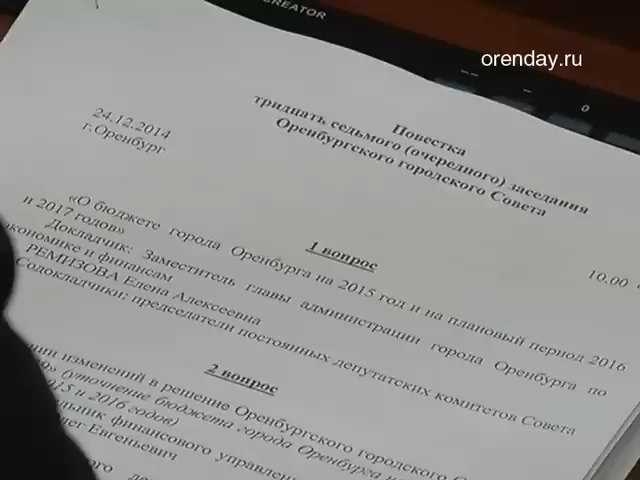 CREATOR
orenday.ru
Повестка
тридцать седьмого (очередного) заседания
Оренбургского городского Совета
24.12.2014
г.Оренбург
1 вопрос
10.00
«О бюджете города Оренбурга на 2015 год и на плановый период 2016
и 2017 годов»
Докладчик: Заместитель главы администрации города Оренбурга по
экономике и финансам
РЕМИЗОВА Елена Алексеевна
Содокладчики: председатели постоянных депутатских комитетов Совета
2 вопрос
изменений в решение Оренбургского городского
(уточнение бюджета города Оренбурга
2015 и 2016 годов)
финансового
Евгеньевич